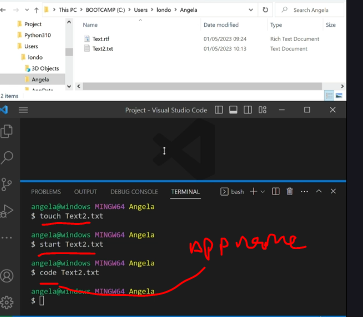 This PC > BOOTCAMP (C:) > Users > londo > Angela
Search Angela
Project
Python310
Users
londo
3D Objects
Angela
Name
Date modified
Type
Size
Text.rtf
01/05/2023 09:24
Rich Text Document
Text2.txt
01/05/2023 10:13
Text Document
2 items
Project - Visual Studio Code
PROBLEMS OUTPUT DEBUG CONSOLE TERMINAL
bash
angela@windows MINGW64 Angela
$ touch Text2.txt
angela@windows MINGW64 Angela
$ start Text2.txt
App name
angela@windows MINGW64 Angela
$ code Text2.txt
angela@windows MINGW64 Angela
$